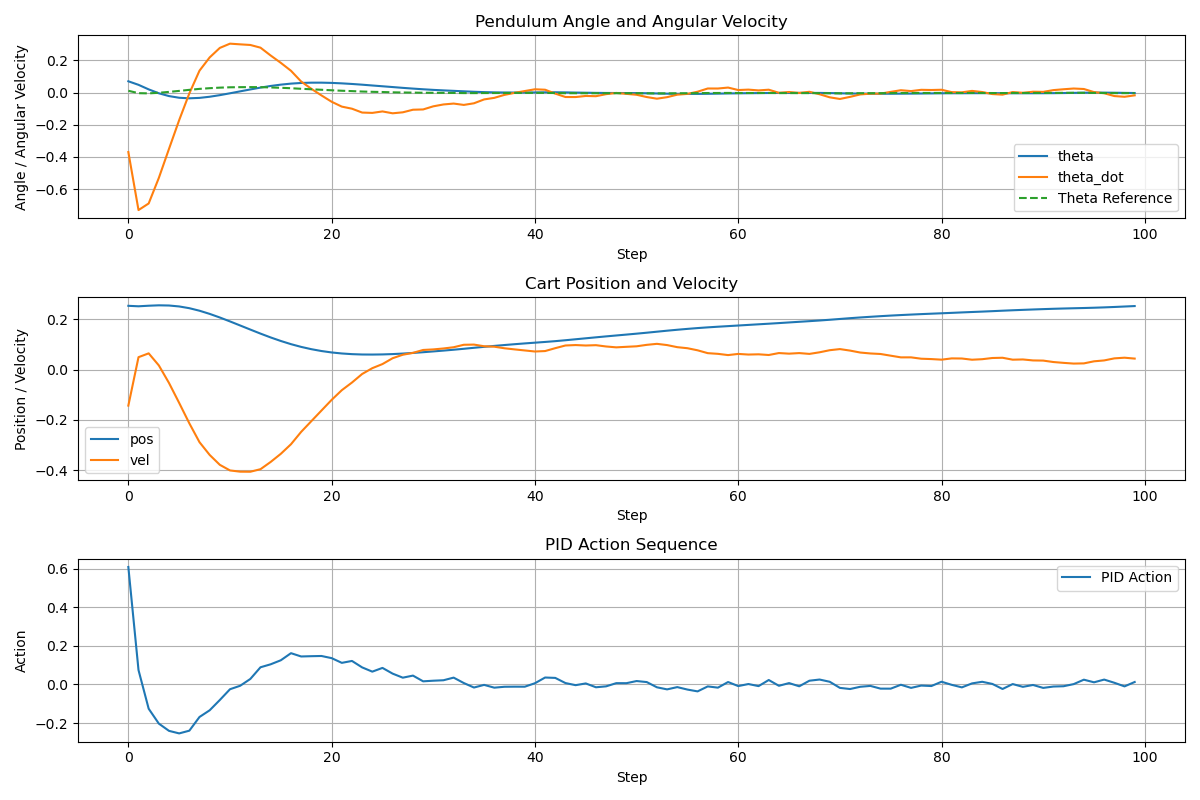 Pendulum Angle and Angular Velocity
Angle / Angular Velocity
0.2
0.0
−0.2
−0.4
−0.6
theta
theta_dot
Theta Reference
0 20 40 60 80 100
Step
Cart Position and Velocity
Position / Velocity
0.2
0.0
−0.2
−0.4
pos
vel
0 20 40 60 80 100
Step
PID Action Sequence
Action
0.6
0.4
0.2
0.0
−0.2
PID Action
0 20 40 60 80 100
Step